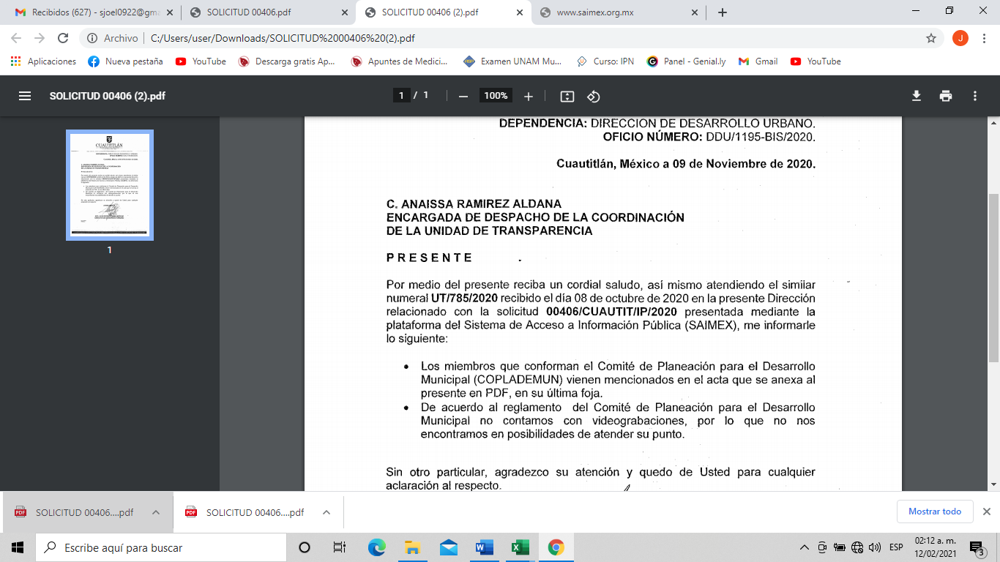 Recibidos (627) - sjoel0922@gma
SOLICITUD 00406.pdf
SOLICITUD 00406 (2).pdf
www.saimex.org.mx
Archivo
C:/Users/user/Downloads/SOLICITUD%2000406%20(2).pdf
J
Aplicaciones
Nueva pestaña
YouTube
Descarga gratis Ap...
Apuntes de Medici...
Examen UNAM Mu...
Curso: IPN
Panel - Genial.ly
Gmail
YouTube
SOLICITUD 00406 (2).pdf
1 / 1
100%
CUAUTITLÁN
1
DEPENDENCIA: DIRECCION DE DESARROLLO URBANO.
OFICIO NÚMERO: DDU/1195-BIS/2020.
Cuautitlán, México a 09 de Noviembre de 2020.
C. ANAISSA RAMIREZ ALDANA
ENCARGADA DE DESPACHO DE LA COORDINACIÓN
DE LA UNIDAD DE TRANSPARENCIA
P R E S E N T E
Por medio del presente reciba un cordial saludo, así mismo atendiendo el similar
numeral UT/785/2020 recibido el día 08 de octubre de 2020 en la presente Dirección
relacionado con la solicitud 00406/CUAUTIT/IP/2020 presentada mediante la
plataforma del Sistema de Acceso a Información Pública (SAIMEX), me informarle
lo siguiente:
• Los miembros que conforman el Comité de Planeación para el Desarrollo
Municipal (COPLADEMUN) vienen mencionados en el acta que se anexa al
presente en PDF, en su última foja.
• De acuerdo al reglamento del Comité de Planeación para el Desarrollo
Municipal no contamos con videograbaciones, por lo que no nos
encontramos en posibilidades de atender su punto.
Sin otro particular, agradezco su atención y quedo de Usted para cualquier
aclaración al respecto.
SOLICITUD 00406....pdf
SOLICITUD 00406....pdf
Mostrar todo
Escribe aquí para buscar
ESP
02:12 a. m.
12/02/2021
3